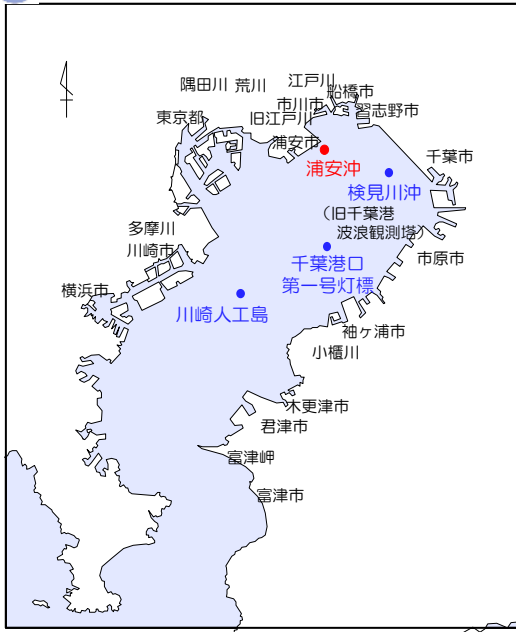 江戸川
隅田川 荒川
船橋市
市川市
習志野市
東京都
旧江戸川
浦安市
千葉市
浦安沖
検見川沖
(旧千葉港
波浪観測塔)
多摩川
川崎市
市原市
千葉港口
第一号灯標
横浜市
川崎人工島
袖ヶ浦市
小櫃川
木更津市
君津市
富津岬
富津市